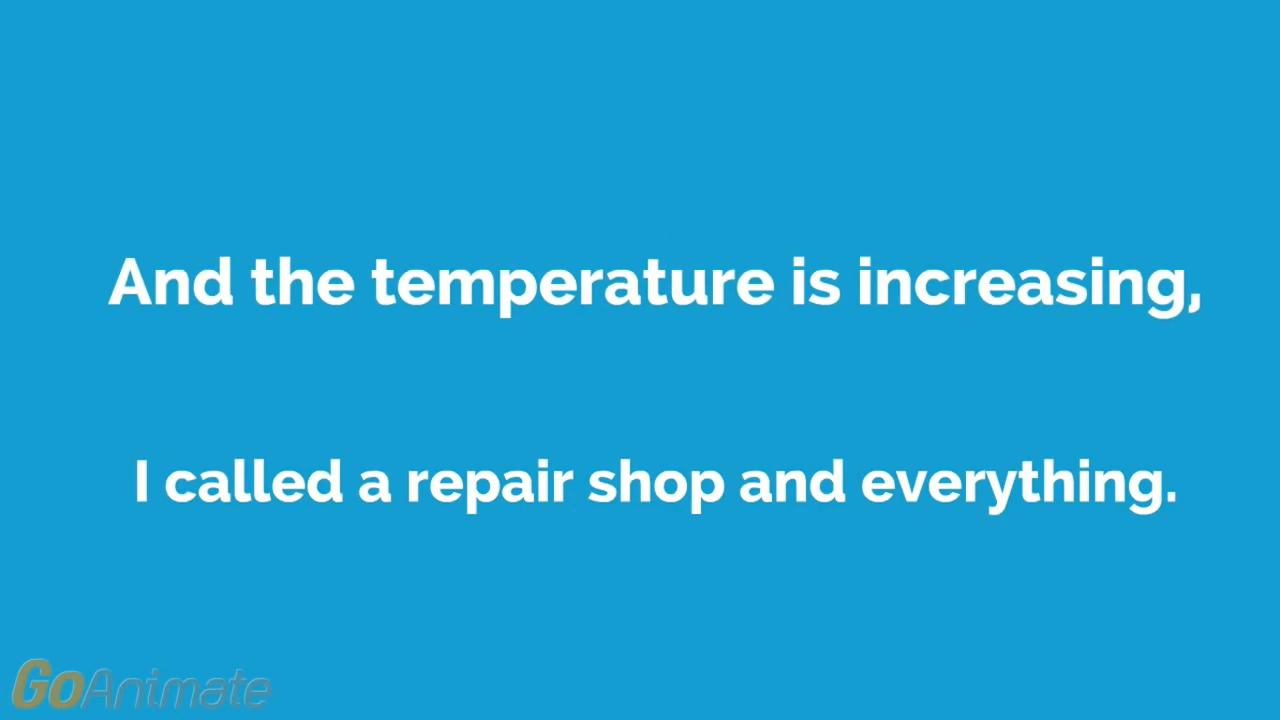 And the temperature is increasing,
I called a repair shop and everything.
GoAnimate